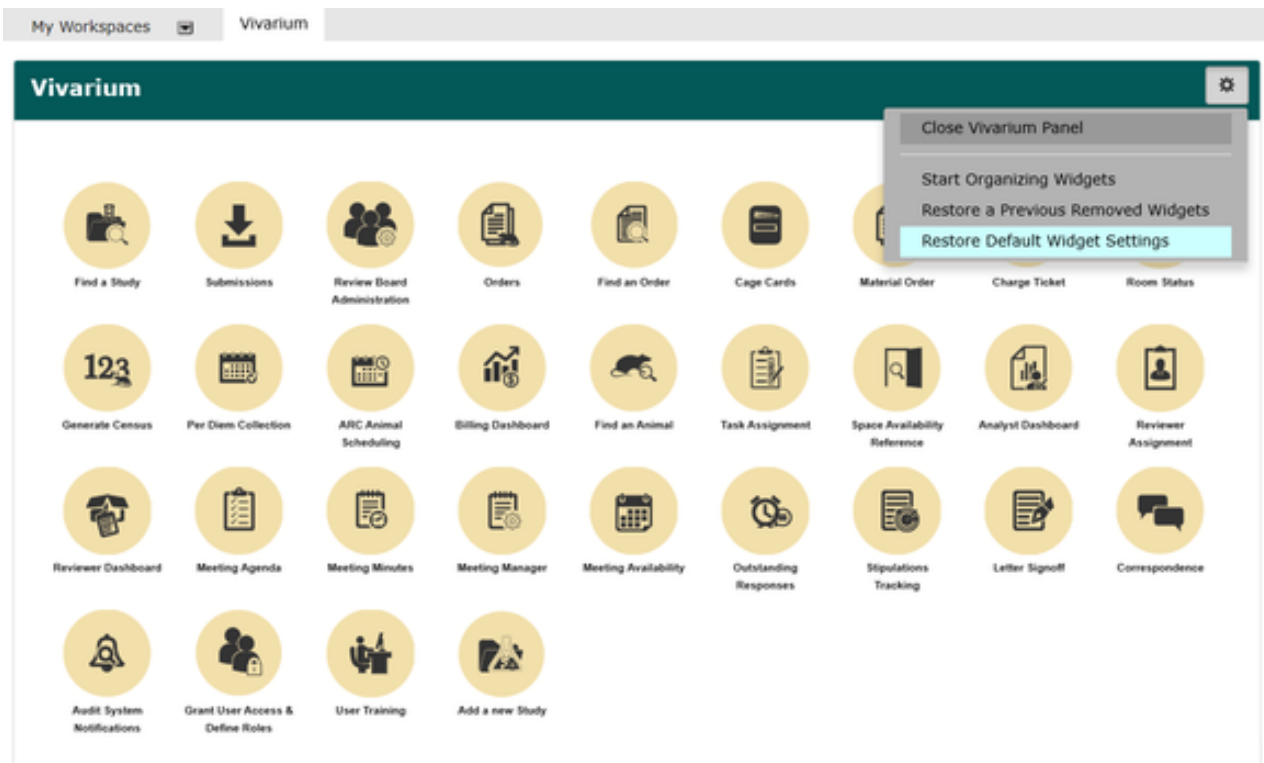 My Workspaces Vivarium
Vivarium
Close Vivarium Panel
Start Organizing Widgets
Restore a Previous Removed Widgets
Restore Default Widget Settings
Find a Study Submissions Review Board Orders Find an Order Cage Cards Material Order Charge Ticket Room Status
Administration
123
Generate Census Per Diem Collection ARC Animal Billing Dashboard Find an Animal Task Assignment Space Availability Analyst Dashboard Reviewer
Scheduling Reference Assignment
Reviewer Dashboard Meeting Agenda Meeting Minutes Meeting Manager Meeting Availability Outstanding Stipulations Letter Signoff Correspondence
Responses Tracking
Audit System Grant User Access & User Training Add a new Study
Notifications Define Roles